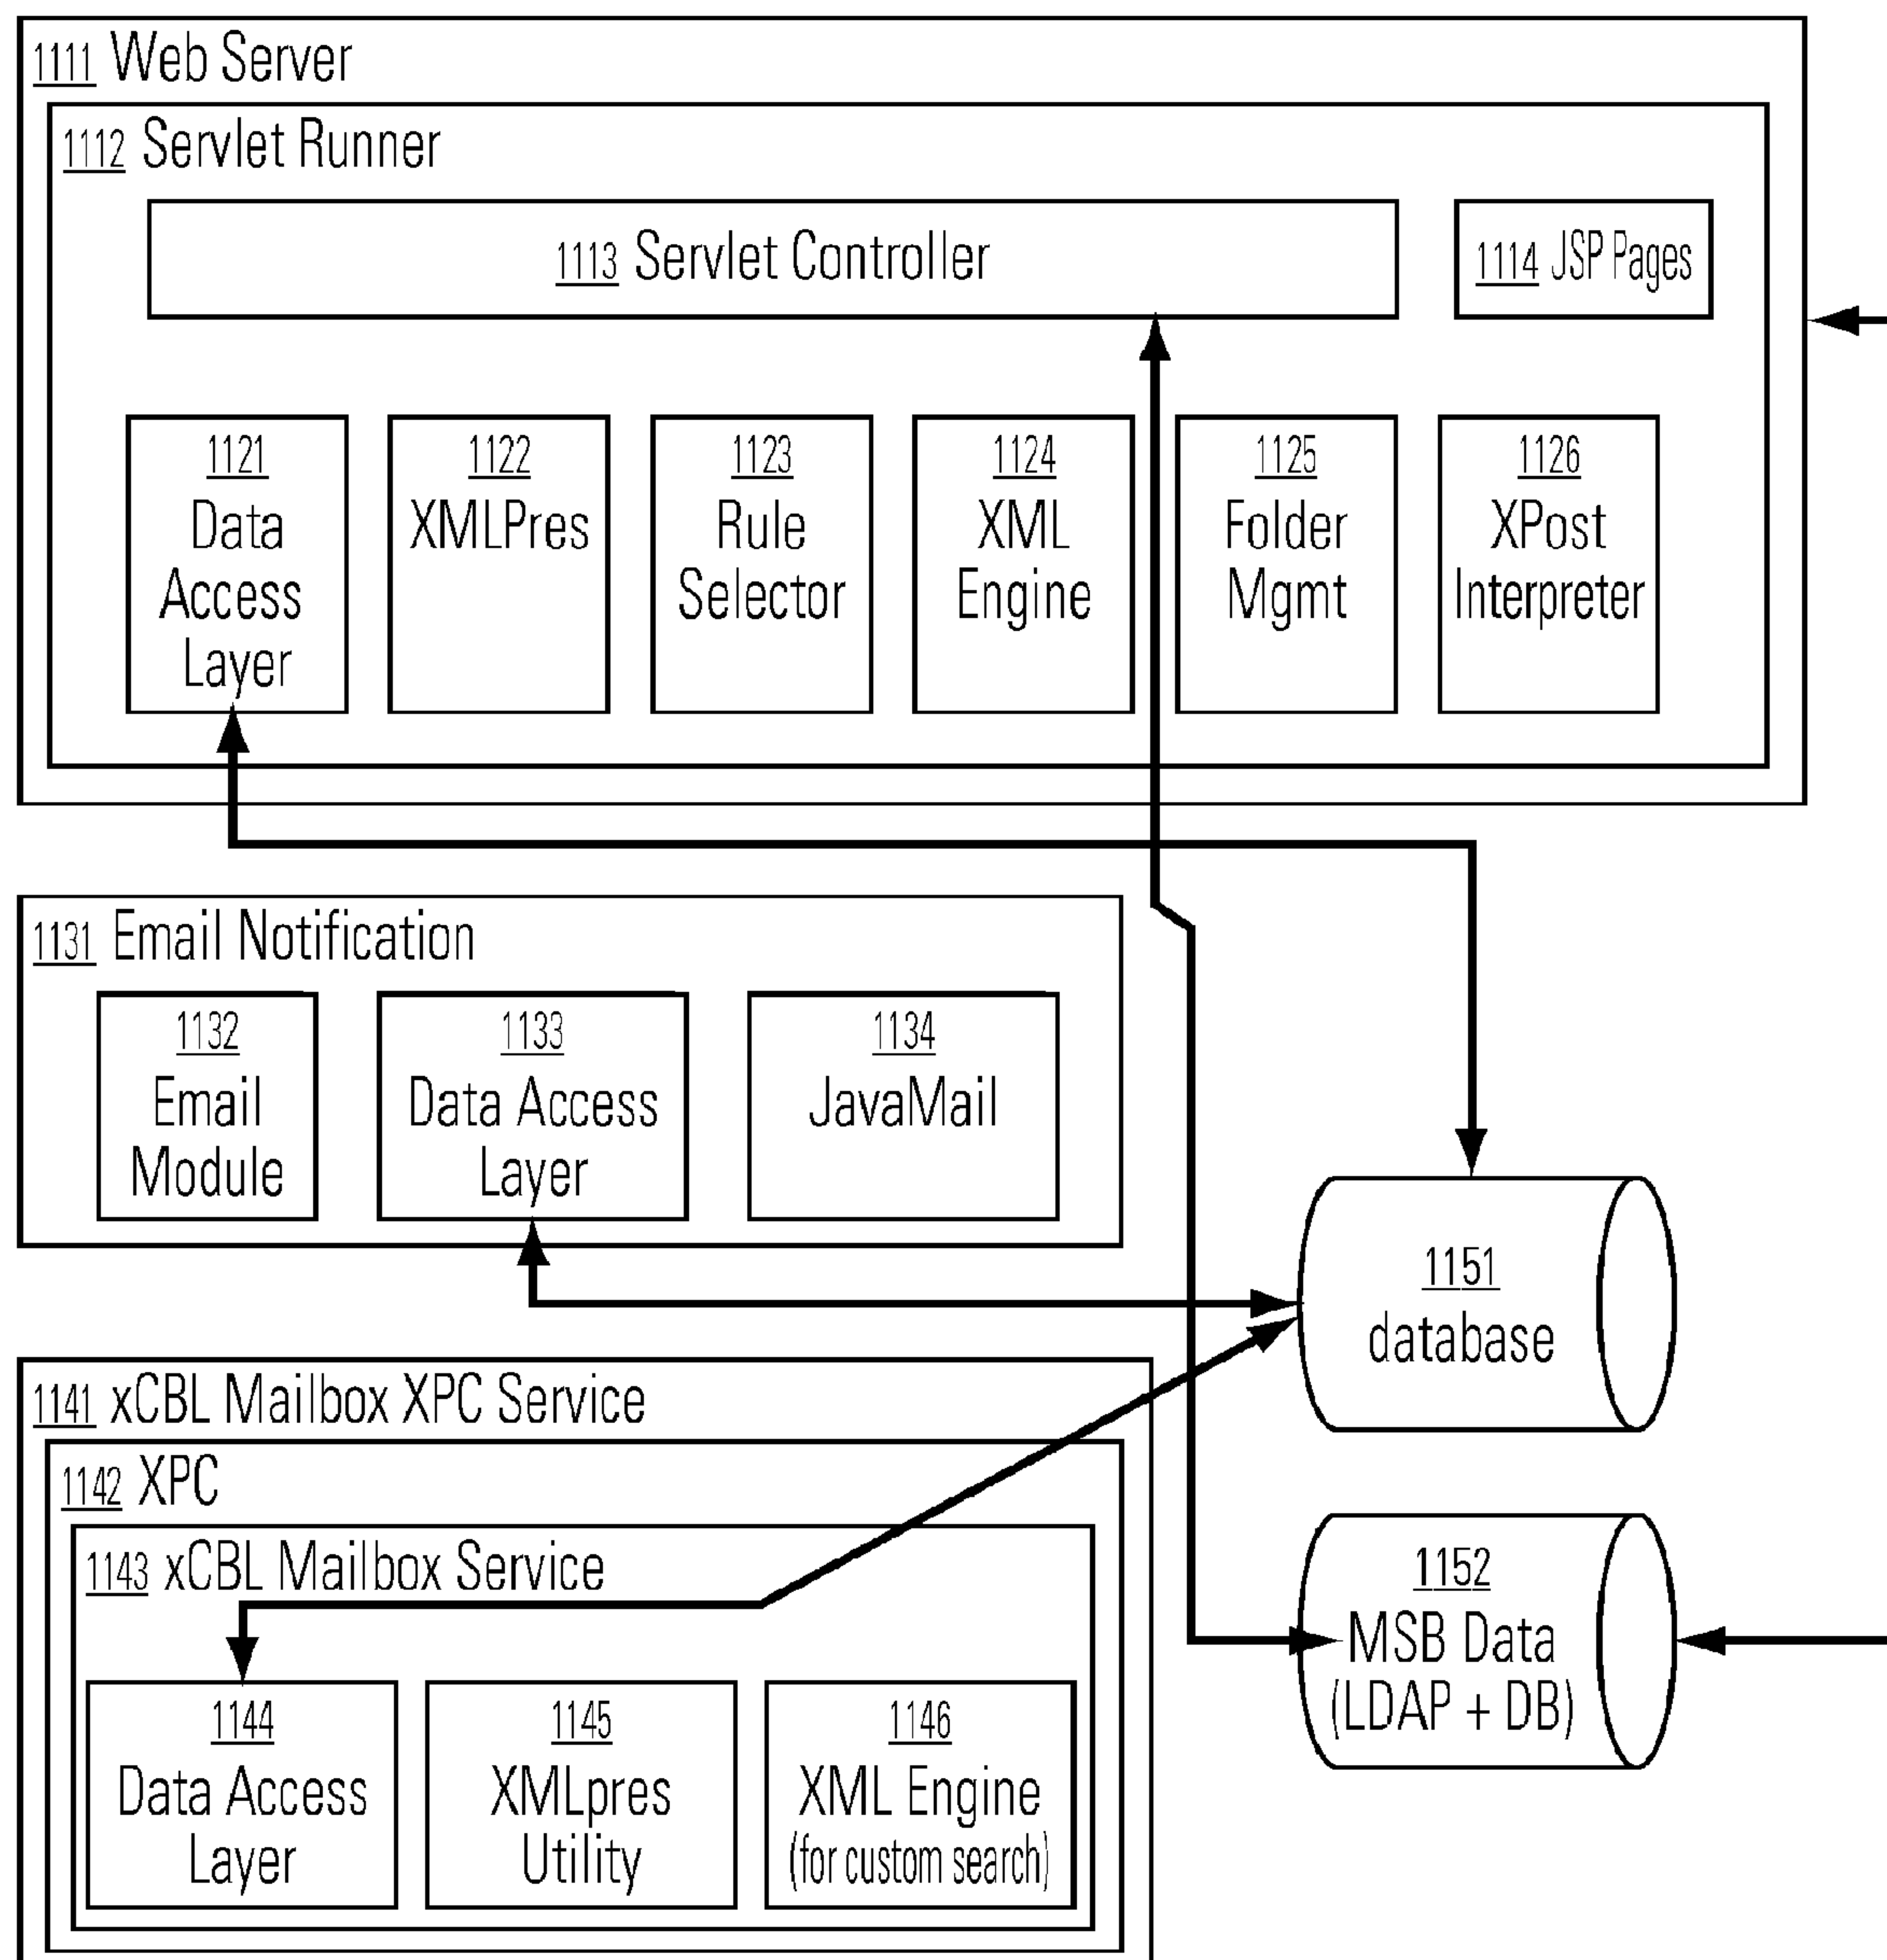 1111 Web Server
1112 Servlet Runner
1113 Servlet Controller
1114 JSP Pages
1121
Data
Access
Layer
1122
XMLPres
1123
Rule
Selector
1124
XML
Engine
1125
Folder
Mgmt
1126
XPost
Interpreter
1131 Email Notification
1132
Email
Module
1133
Data Access
Layer
1134
JavaMail
1151
database
1141 xCBL Mailbox XPC Service
1142 XPC
1143 xCBL Mailbox Service
1144
Data Access
Layer
1145
XMLpres
Utility
1146
XML Engine
(for custom search)
1152
MSB Data
(LDAP + DB)